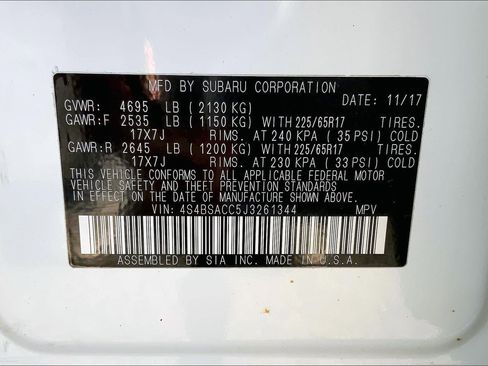 MFD BY SUBARU CORPORATION
GVWR: 4695 LB ( 2130 KG) DATE: 11/17
GAWR:F 2535 LB ( 1150 KG) WITH 225/65R17 TIRES.
17X7J RIMS. AT 240 KPA ( 35 PSI) COLD
GAWR:R 2645 LB ( 1200 KG) WITH 225/65R17 TIRES.
17X7J RIMS. AT 230 KPA ( 33 PSI) COLD
THIS VEHICLE CONFORMS TO ALL APPLICABLE FEDERAL MOTOR
VEHICLE SAFETY AND BUMPER STANDARDS IN EFFECT ON THE
DATE OF MANUFACTURE SHOWN ABOVE.
VIN: 4S4BSACC5J3261344 MPV
ASSEMBLED BY SIA INC. MADE IN U.S.A.